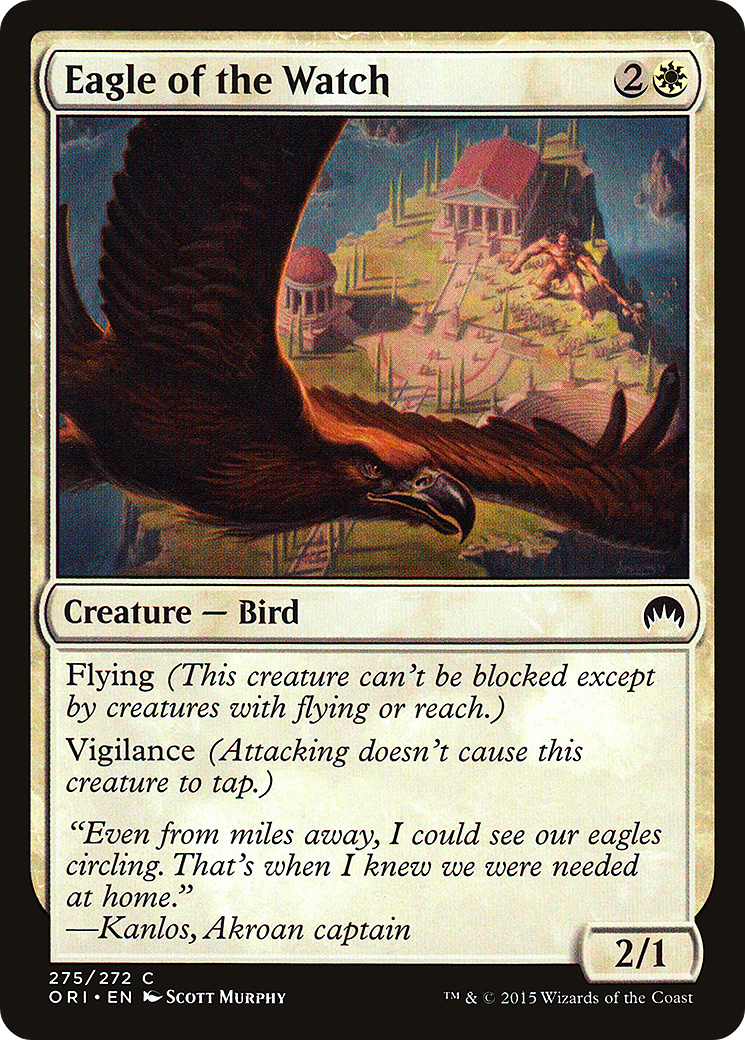 Eagle of the Watch 2
Creature — Bird
Flying (This creature can't be blocked except
by creatures with flying or reach.)
Vigilance (Attacking doesn't cause this
creature to tap.)
“Even from miles away, I could see our eagles
circling. That's when I knew we were needed
at home.”
—Kanlos, Akroan captain
2/1
275/272 C
ORI • EN Scott Murphy
™ & © 2015 Wizards of the Coast